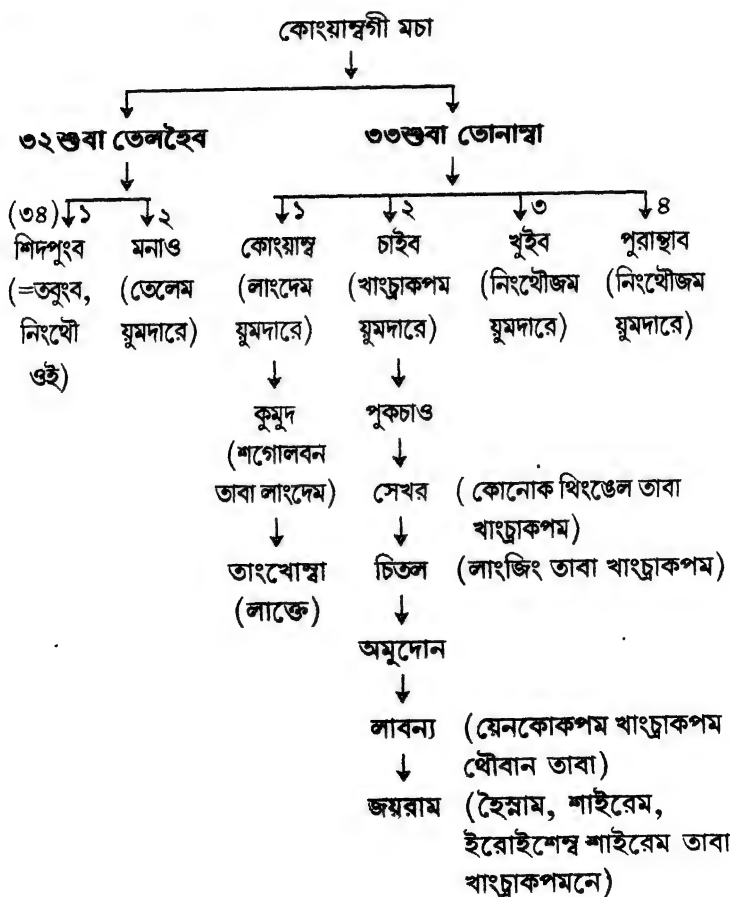 কোংয়াম্বগী মচা
৩২শুবা তেলহৈব ৩৩শুবা তোনাম্বা
(৩৪) ১ ২ ১ ২ ৩ ৪
শিদপুংব মনাও কোংয়াম্ব চাইব খুইব পুরান্থাব
(=তবুংব, (তেলেম (লাংদেম (খাংচ্রাকপম (নিংথৌজম (নিংথৌজম
নিংথৌ য়ুমদারে) য়ুমদারে) য়ুমদারে) য়ুমদারে) য়ুমদারে)
ওই)
কুমুদ পুকচাও
(শগোলবন
তাবা লাংদেম) সেখর (কোনোক থিংঙেল তাবা
খাংচ্রাকপম)
তাংখোম্বা চিতল (লাংজিং তাবা খাংচ্রাকপম)
(লাক্তে)
অমুদোন
লাবন্য (য়েনকোকপম খাংচ্রাকপম
থৌবান তাবা)
জয়রাম (হৈস্নাম, শাইরেম,
ইরোইশেম্ব শাইরেম তাবা
খাংচ্রাকপমনে)